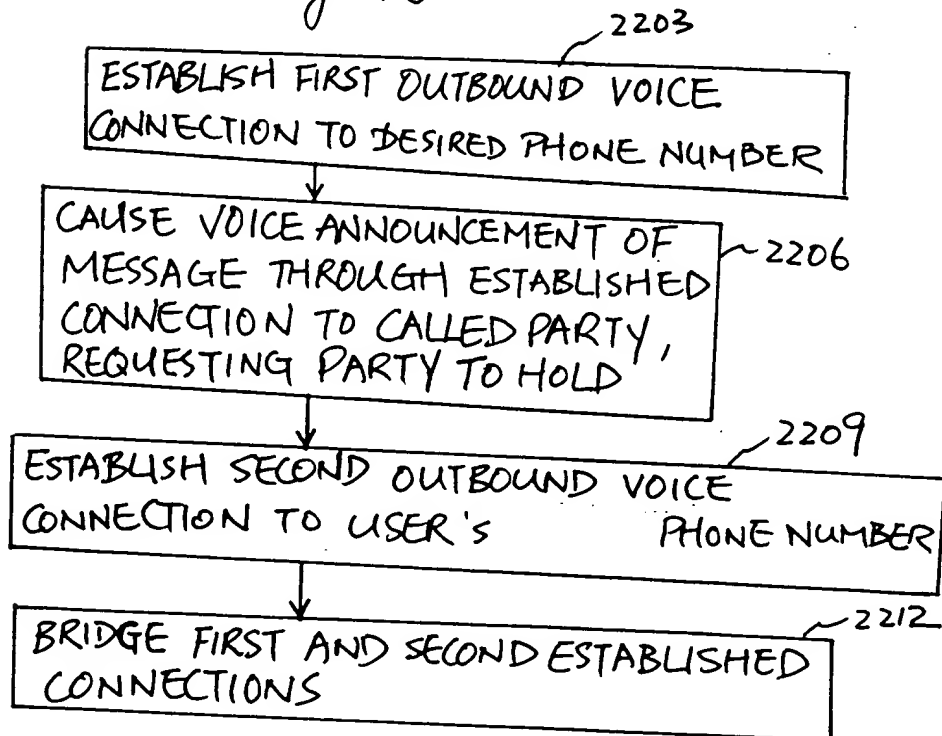 2203
ESTABLISH FIRST OUTBOUND VOICE
CONNECTION TO DESIRED PHONE NUMBER
CAUSE VOICE ANNOUNCEMENT OF
MESSAGE THROUGH ESTABLISHED
CONNECTION TO CALLED PARTY,
REQUESTING PARTY TO HOLD
2206
2209
ESTABLISH SECOND OUTBOUND VOICE
CONNECTION TO USER'S PHONE NUMBER
2212
BRIDGE FIRST AND SECOND ESTABLISHED
CONNECTIONS